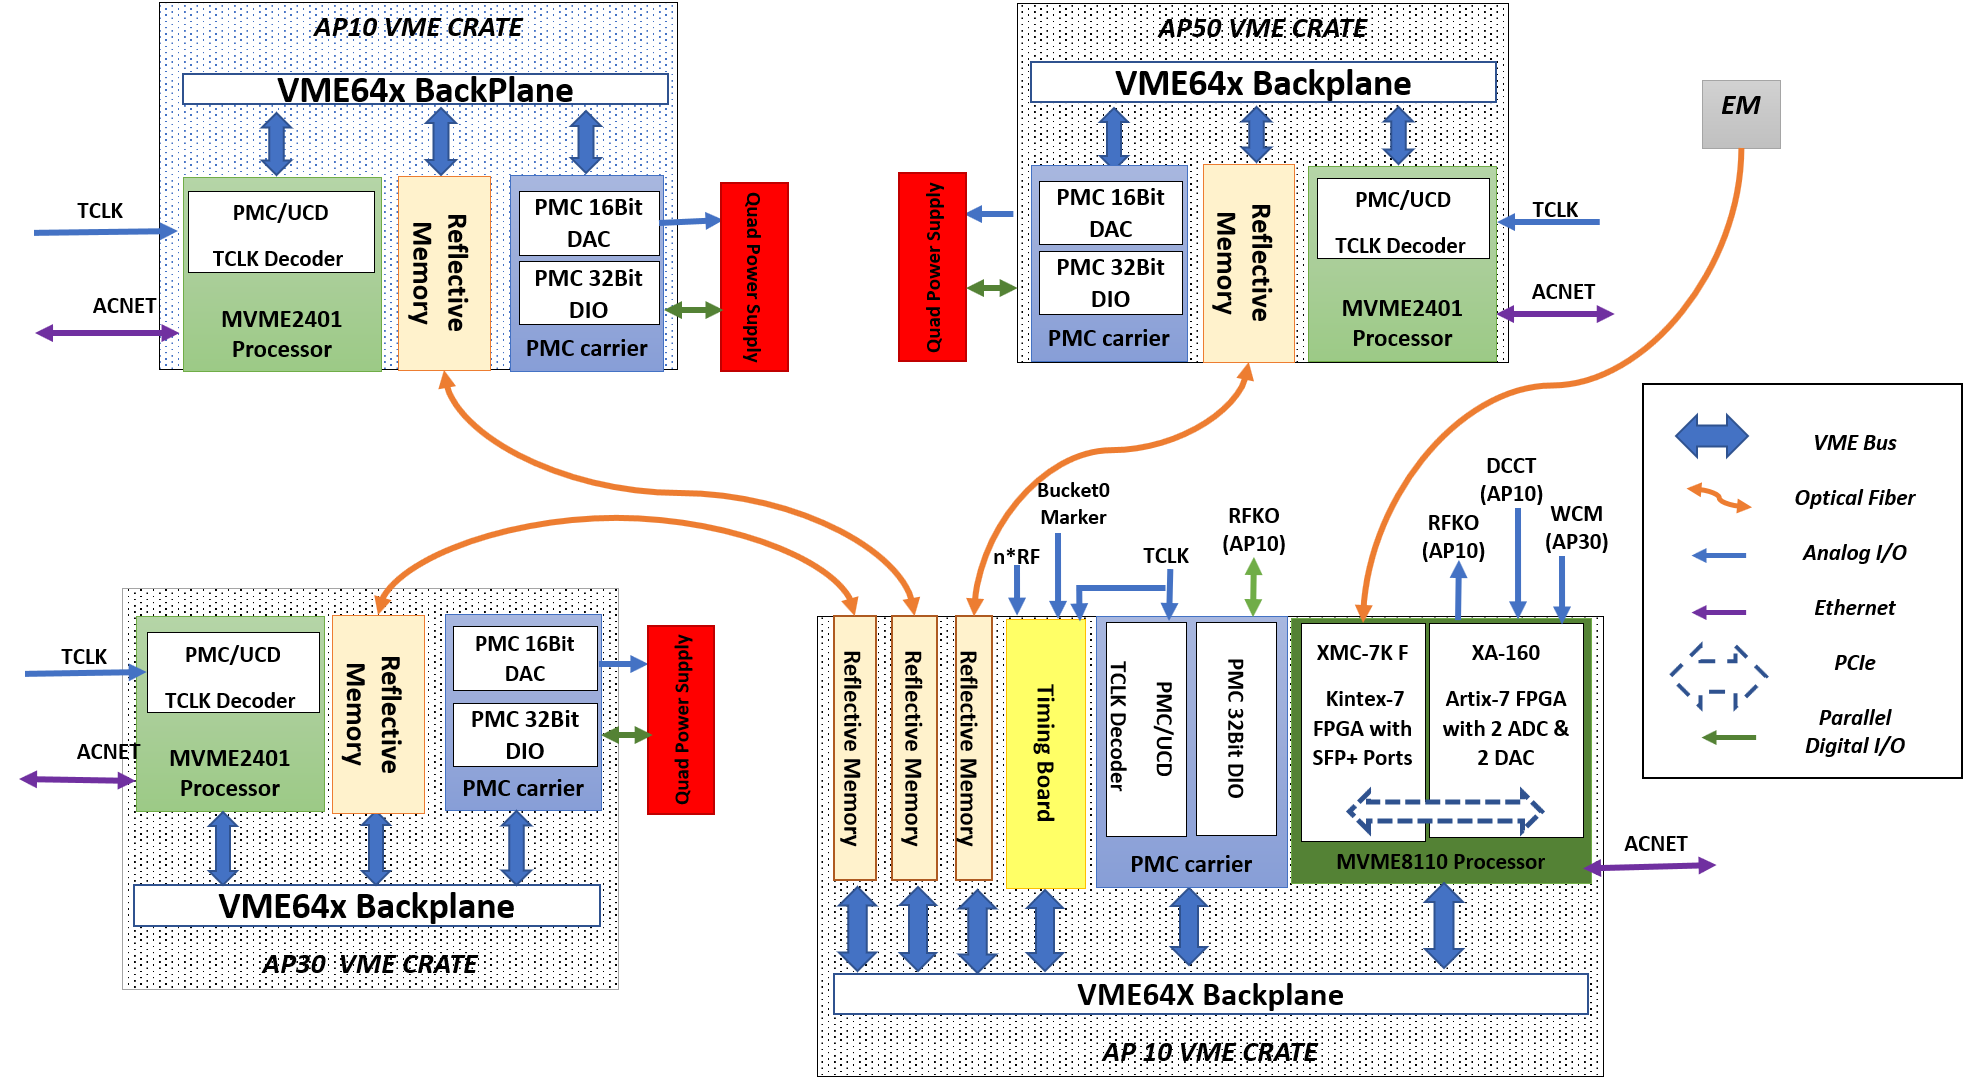 AP10 VME CRATE
VME64x BackPlane
TCLK
ACNET
PMC/UCD
TCLK Decoder
MVME2401
Processor
Reflective
Memory
PMC 16Bit
DAC
PMC 32Bit
DIO
PMC carrier
Quad Power Supply
AP50 VME CRATE
VME64x Backplane
Quad Power Supply
PMC 16Bit
DAC
PMC 32Bit
DIO
PMC carrier
Reflective
Memory
PMC/UCD
TCLK Decoder
MVME2401
Processor
TCLK
ACNET
EM
VME Bus
Optical Fiber
Analog I/O
Ethernet
PCIe
Parallel
Digital I/O
TCLK
ACNET
PMC/UCD
TCLK Decoder
MVME2401
Processor
Reflective
Memory
PMC 16Bit
DAC
PMC 32Bit
DIO
PMC carrier
Quad Power Supply
VME64x Backplane
AP30 VME CRATE
n*RF
Bucket0
Marker
TCLK
RFKO
(AP10)
RFKO
(AP10)
DCCT
(AP10)
WCM
(AP30)
Reflective Memory
Reflective Memory
Reflective Memory
Timing Board
PMC/UCD
TCLK Decoder
PMC 32Bit DIO
PMC carrier
XMC-7K F
Kintex-7
FPGA with
SFP+ Ports
XA-160
Artix-7 FPGA
with 2 ADC &
2 DAC
MVME8110 Processor
ACNET
VME64X Backplane
AP 10 VME CRATE